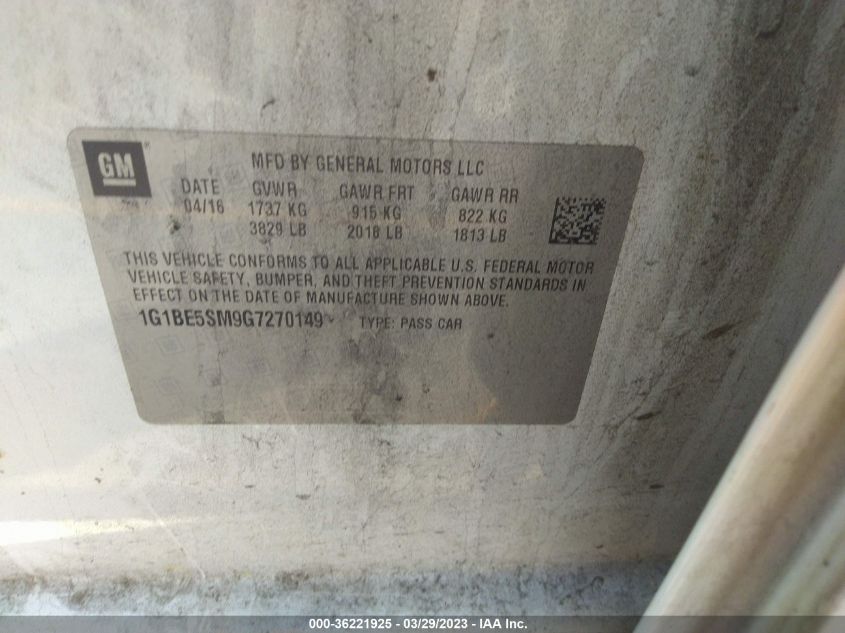 GM
MFD BY GENERAL MOTORS LLC
DATE GVWR GAWR FRT GAWR RR
04/16 1737 KG 915 KG 822 KG
3829 LB 2018 LB 1813 LB
THIS VEHICLE CONFORMS TO ALL APPLICABLE U.S. FEDERAL MOTOR
VEHICLE SAFETY, BUMPER, AND THEFT PREVENTION STANDARDS IN
EFFECT ON THE DATE OF MANUFACTURE SHOWN ABOVE.
1G1BE5SM9G7270149 TYPE: PASS CAR
000-36221925 - 03/29/2023 - IAA Inc.